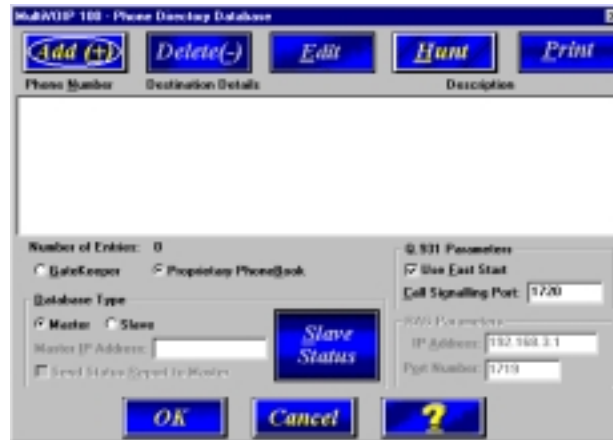 MultiVOIP 100 - Phone Directory Database
Add (+) Delete(-) Edit Hunt Print
Phone Number Destination Details Description
Number of Entries: 0
GateKeeper Proprietary PhoneBook
Database Type
Master Slave
Master IP Address:
Send Status Report to Master
Slave Status
Q.931 Parameters
Use Fast Start
Call Signalling Port: 1720
RAS Parameters
IP Address: 192.168.3.1
Port Number: 1719
OK Cancel ?